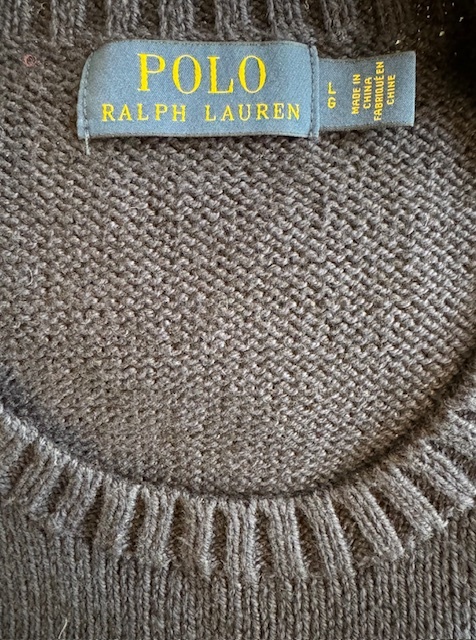 POLO
RALPH LAUREN
MADE IN
CHINA
FABRIQUÉ EN
CHINE